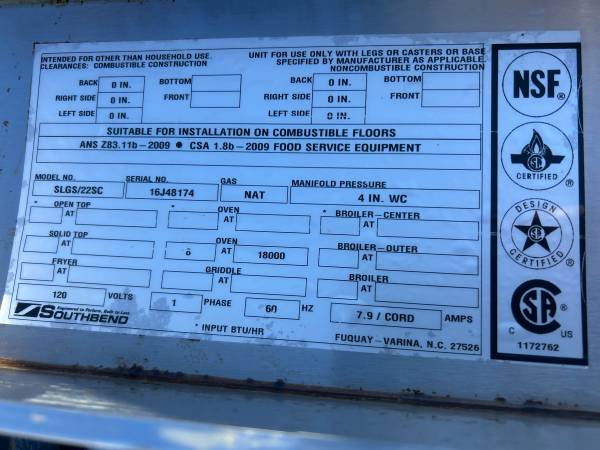 INTENDED FOR OTHER THAN HOUSEHOLD USE
CLEARANCES: COMBUSTIBLE CONSTRUCTION
UNIT FOR USE ONLY WITH LEGS OR CASTERS OR BASE
SPECIFIED BY MANUFACTURER AS APPLICABLE.
NONCOMBUSTIBLE CONSTRUCTION
BACK 0 IN. BOTTOM BACK 0 IN. BOTTOM
RIGHT SIDE 0 IN. FRONT RIGHT SIDE 0 IN. FRONT
LEFT SIDE 0 IN. LEFT SIDE 0 IN.
SUITABLE FOR INSTALLATION ON COMBUSTIBLE FLOORS
ANS Z83.11b-2009 ● CSA 1.8b-2009 FOOD SERVICE EQUIPMENT
MODEL NO. SERIAL NO. GAS MANIFOLD PRESSURE
SLGS/22SC 16J48174 NAT 4 IN. WC
* OPEN TOP * OVEN * BROILER-CENTER
AT AT AT
SOLID TOP OVEN BROILER-OUTER
AT AT 18000 AT
FRYER GRIDDLE BROILER
AT AT AT
120 VOLTS 1 PHASE 60 HZ 7.9 / CORD AMPS
Engineered to Perform, Built to Last
SOUTHBEND
* INPUT BTU/HR
FUQUAY-VARINA, N.C. 27526
NSF®
CERTIFIED ®
DESIGN
CERTIFIED ®
C US
1172762